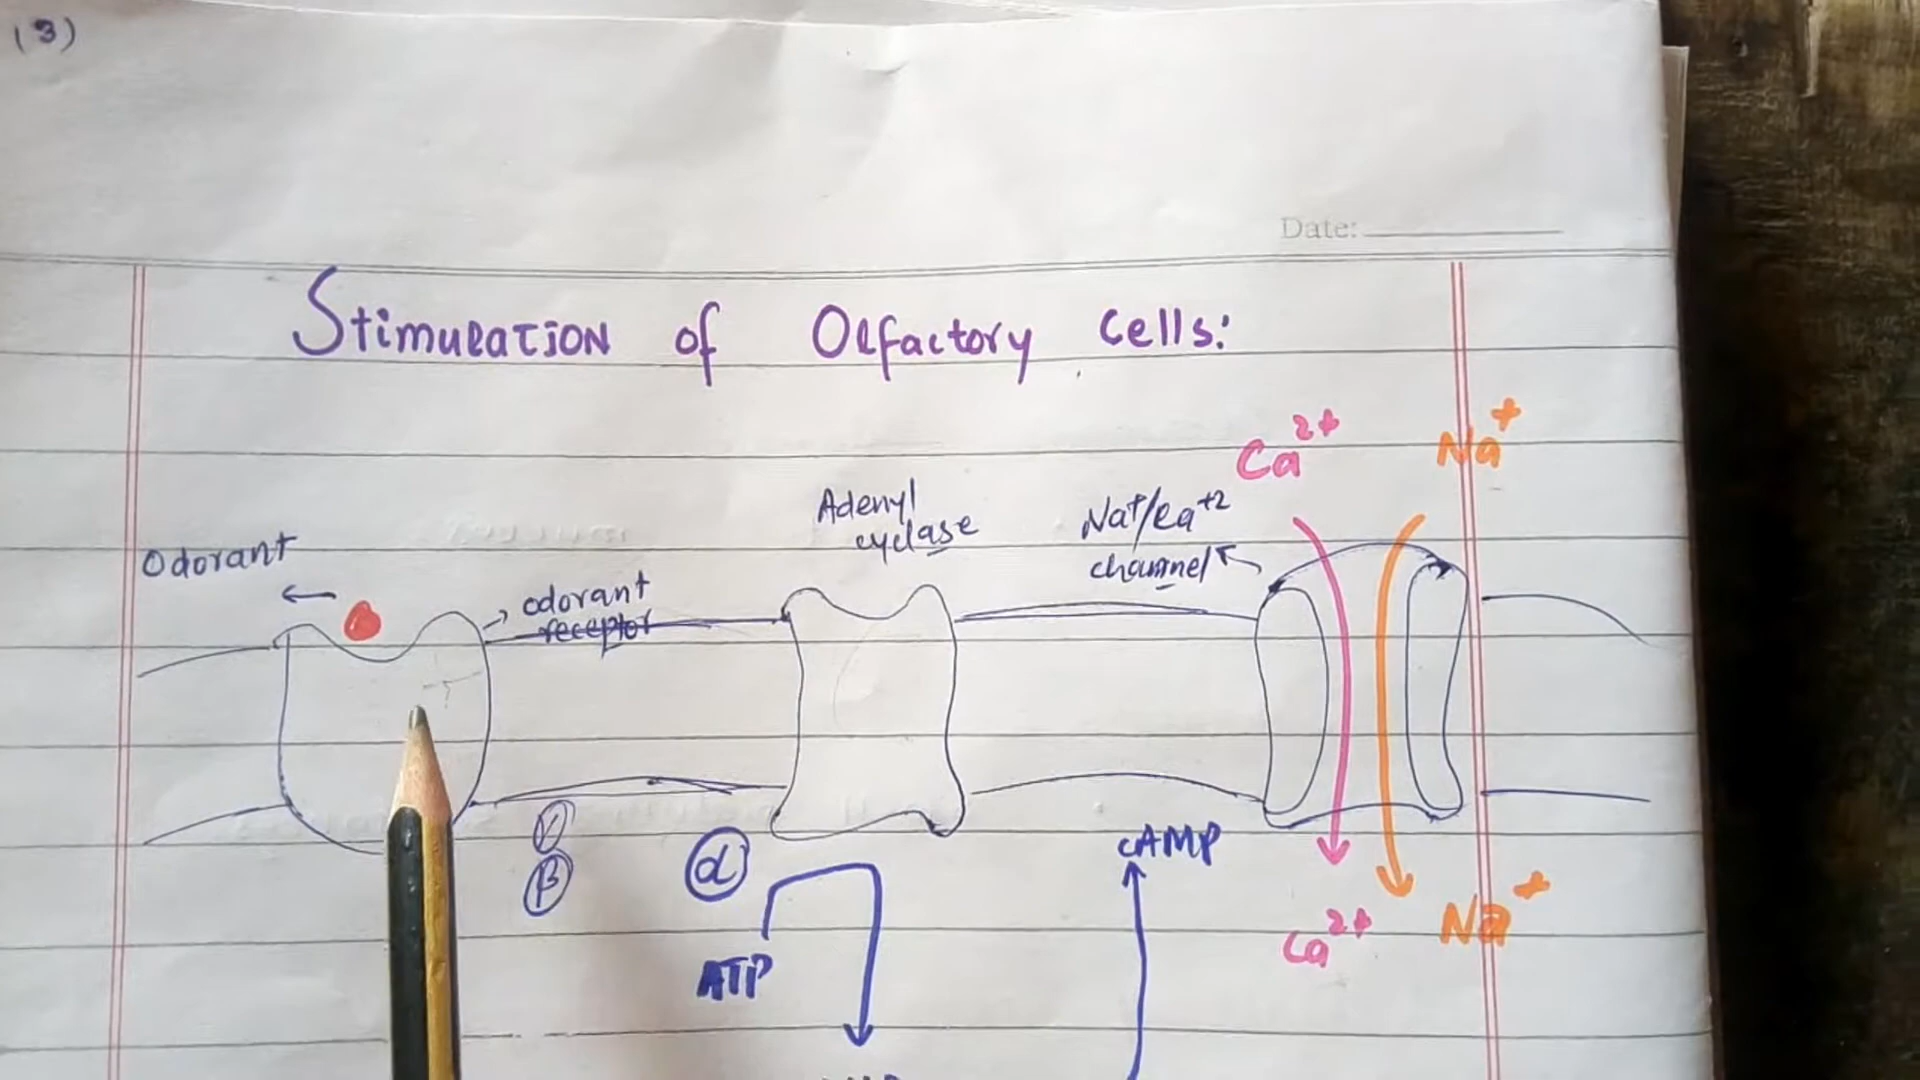 (3)
Date:
Stimulation of Olfactory Cells:
Ca2+ Na+
Adenyl
cyclase
Na+/Ca+2
channel
Odorant
odorant
receptor
γ
β
α
cAMP
ATP
Ca2+ Na+